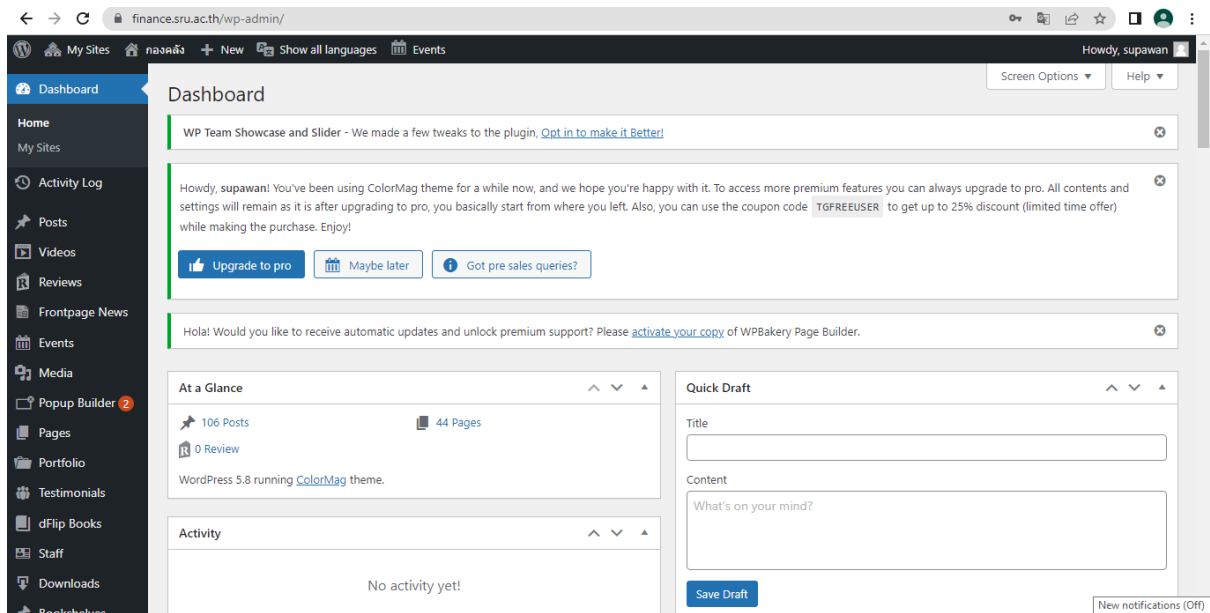 finance.sru.ac.th/wp-admin/
My Sites กองคลัง New Show all languages Events Howdy, supawan
Screen Options ▼ Help ▼
Dashboard
Home
My Sites
Activity Log
Posts
Videos
Reviews
Frontpage News
Events
Media
Popup Builder 2
Pages
Portfolio
Testimonials
dFlip Books
Staff
Downloads
Bookshelves
Dashboard
WP Team Showcase and Slider - We made a few tweaks to the plugin, Opt in to make it Better!
Howdy, supawan! You've been using ColorMag theme for a while now, and we hope you're happy with it. To access more premium features you can always upgrade to pro. All contents and
settings will remain as it is after upgrading to pro, you basically start from where you left. Also, you can use the coupon code TGFREEUSER to get up to 25% discount (limited time offer)
while making the purchase. Enjoy!
Upgrade to pro Maybe later Got pre sales queries?
Hola! Would you like to receive automatic updates and unlock premium support? Please activate your copy of WPBakery Page Builder.
At a Glance
106 Posts 44 Pages
0 Review
WordPress 5.8 running ColorMag theme.
Activity
No activity yet!
Quick Draft
Title
Content
What's on your mind?
Save Draft
New notifications (Off)